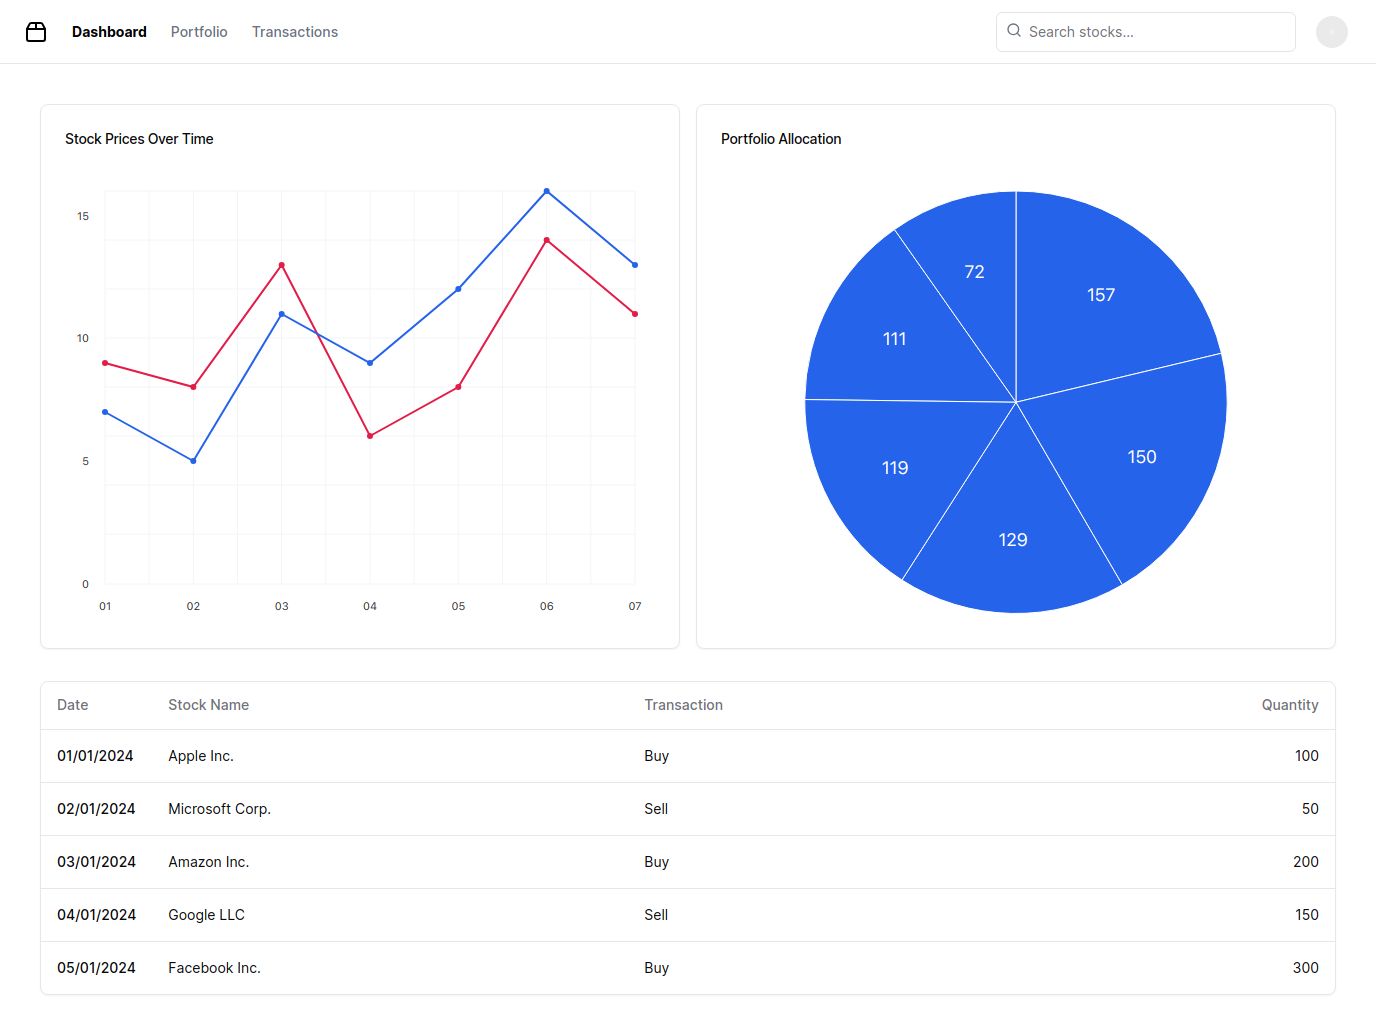 Dashboard Portfolio Transactions Search stocks...
Stock Prices Over Time
15
10
5
0
01 02 03 04 05 06 07
Portfolio Allocation
72
157
111
150
119
129
Date Stock Name Transaction Quantity
01/01/2024 Apple Inc. Buy 100
02/01/2024 Microsoft Corp. Sell 50
03/01/2024 Amazon Inc. Buy 200
04/01/2024 Google LLC Sell 150
05/01/2024 Facebook Inc. Buy 300